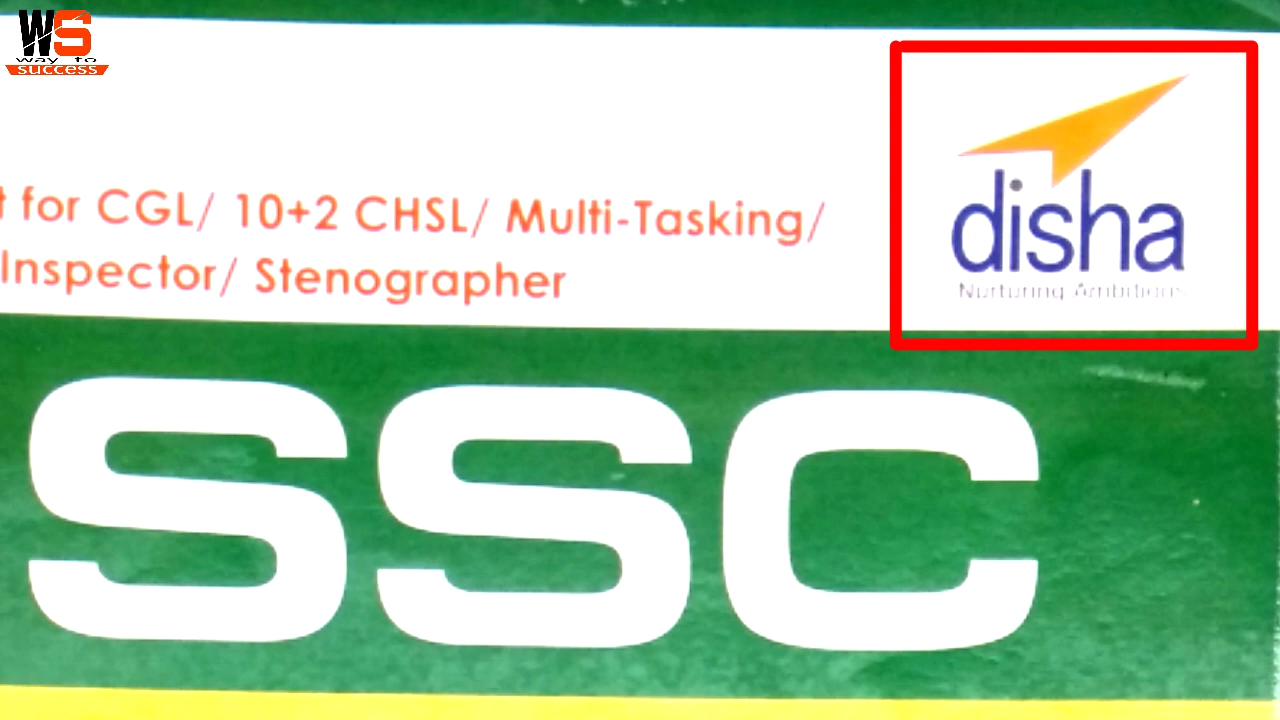 WS
way to
success
t for CGL/ 10+2 CHSL/ Multi-Tasking/
Inspector/ Stenographer
disha
Nurturing Ambitions
SSC